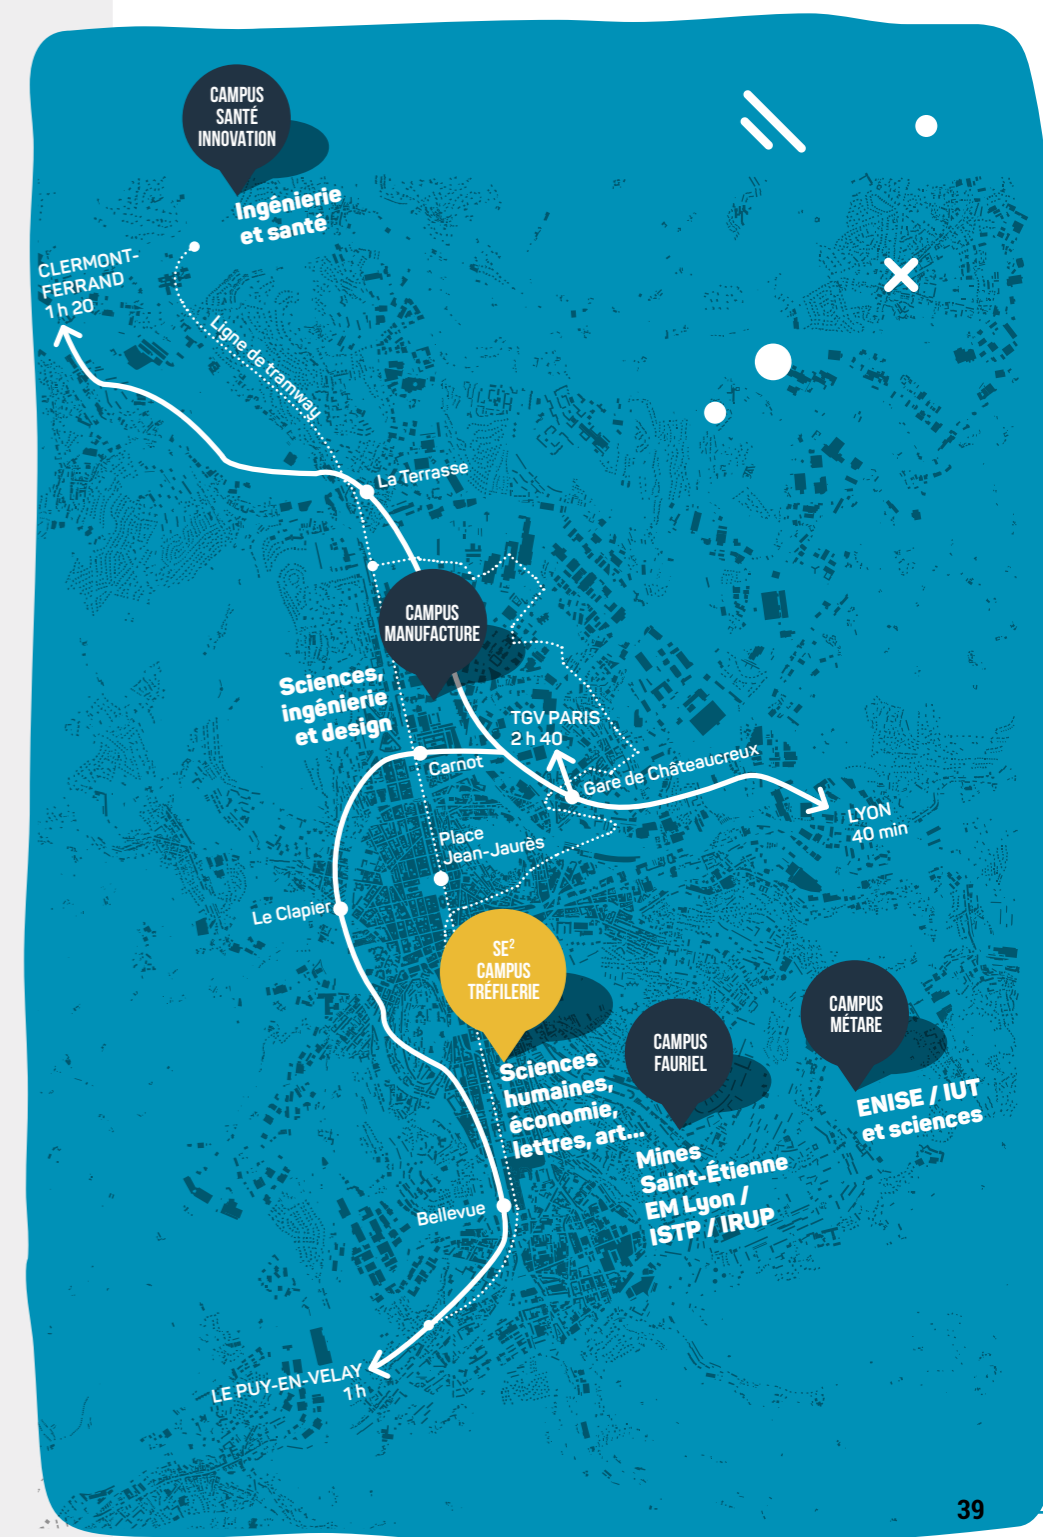 CAMPUS
SANTÉ
INNOVATION
Ingénierie
et santé
CLERMONT-
FERRAND
1 h 20
Ligne de tramway
La Terrasse
CAMPUS
MANUFACTURE
Sciences,
ingénierie
et design
TGV PARIS
2 h 40
Carnot
Gare de Châteaucreux
LYON
40 min
Place
Jean-Jaurès
Le Clapier
SE²
CAMPUS
TRÉFILERIE
Sciences
humaines,
économie,
lettres, art...
CAMPUS
FAURIEL
Mines
Saint-Étienne
EM Lyon /
ISTP / IRUP
CAMPUS
MÉTARE
ENISE / IUT
et sciences
Bellevue
LE PUY-EN-VELAY
1 h
39